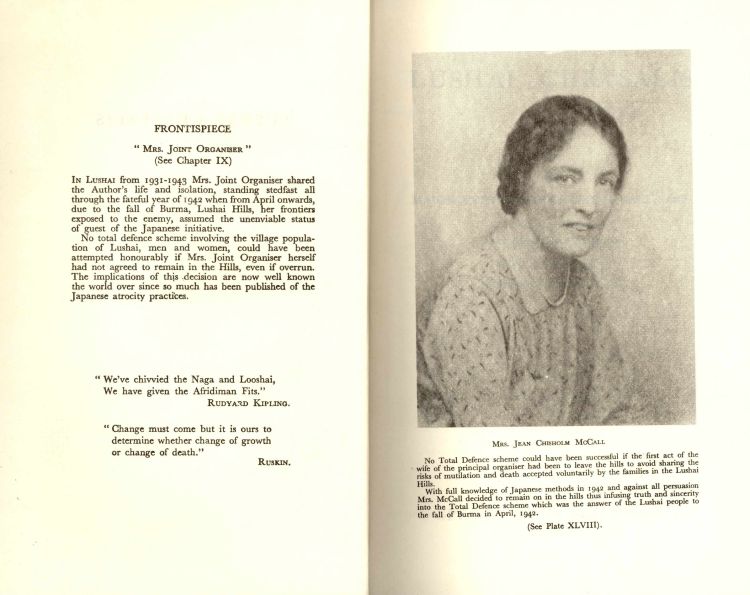 FRONTISPIECE
" MRS. JOINT ORGANISER "
(See Chapter IX)
IN LUSHAI from 1931-1943 Mrs. Joint Organiser shared
the Author's life and isolation, standing stedfast all
through the fateful year of 1942 when from April onwards,
due to the fall of Burma, Lushai Hills, her frontiers
exposed to the enemy, assumed the unenviable status
of guest of the Japanese initiative.
No total defence scheme involving the village popula-
tion of Lushai, men and women, could have been
attempted honourably if Mrs. Joint Organiser herself
had not agreed to remain in the Hills, even if overrun.
The implications of this decision are now well known
the world over since so much has been published of the
Japanese atrocity practices.
" We've chivvied the Naga and Looshai,
We have given the Afridiman Fits."
RUDYARD KIPLING.
" Change must come but it is ours to
determine whether change of growth
or change of death."
RUSKIN.
MRS. JEAN CHISHOLM MCCALL
No Total Defence scheme could have been successful if the first act of the
wife of the principal organiser had been to leave the hills to avoid sharing the
risks of mutilation and death accepted voluntarily by the families in the Lushai
Hills.
With full knowledge of Japanese methods in 1942 and against all persuasion
Mrs. McCall decided to remain on in the hills thus infusing truth and sincerity
into the Total Defence scheme which was the answer of the Lushai people to
the fall of Burma in April, 1942.
(See Plate XLVIII).